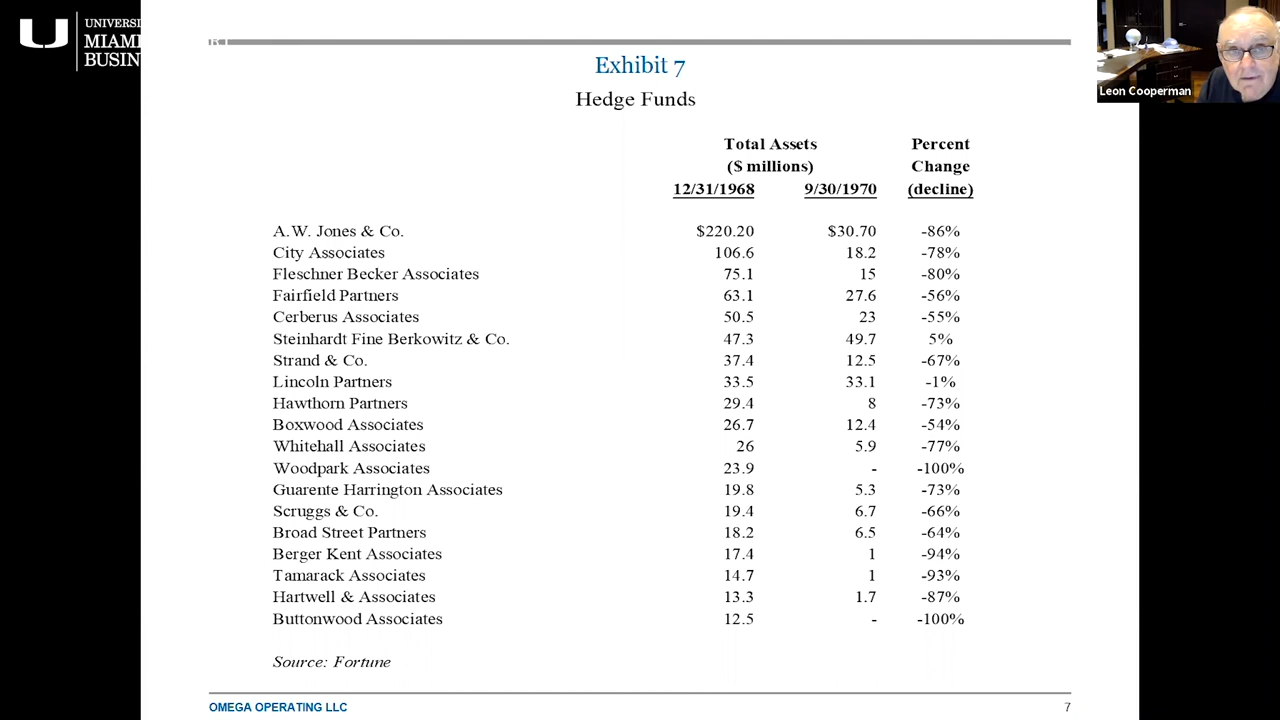 UNIVERSI
MIAMI
BUSIN
Leon Cooperman
Exhibit 7
Hedge Funds
Total Assets Percent
($ millions) Change
12/31/1968 9/30/1970 (decline)
A.W. Jones & Co. $220.20 $30.70 -86%
City Associates 106.6 18.2 -78%
Fleschner Becker Associates 75.1 15 -80%
Fairfield Partners 63.1 27.6 -56%
Cerberus Associates 50.5 23 -55%
Steinhardt Fine Berkowitz & Co. 47.3 49.7 5%
Strand & Co. 37.4 12.5 -67%
Lincoln Partners 33.5 33.1 -1%
Hawthorn Partners 29.4 8 -73%
Boxwood Associates 26.7 12.4 -54%
Whitehall Associates 26 5.9 -77%
Woodpark Associates 23.9 - -100%
Guarente Harrington Associates 19.8 5.3 -73%
Scruggs & Co. 19.4 6.7 -66%
Broad Street Partners 18.2 6.5 -64%
Berger Kent Associates 17.4 1 -94%
Tamarack Associates 14.7 1 -93%
Hartwell & Associates 13.3 1.7 -87%
Buttonwood Associates 12.5 - -100%
Source: Fortune
OMEGA OPERATING LLC 7